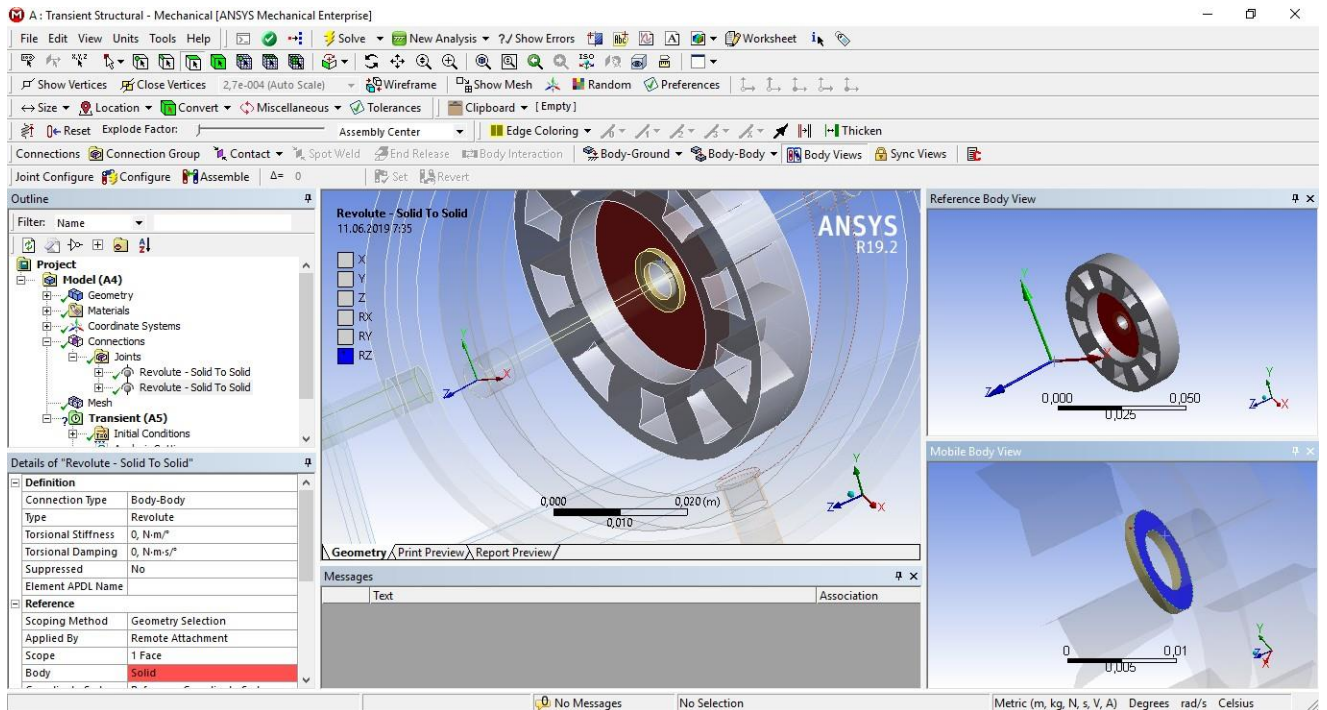 A : Transient Structural - Mechanical [ANSYS Mechanical Enterprise]
File Edit View Units Tools Help Solve New Analysis ?/ Show Errors Worksheet
Show Vertices Close Vertices 2,7e-004 (Auto Scale) Wireframe Show Mesh Random Preferences
Size Location Convert Miscellaneous Tolerances Clipboard [Empty]
Reset Explode Factor: Assembly Center Edge Coloring Thicken
Connections Connection Group Contact Spot Weld End Release Body Interaction Body-Ground Body-Body Body Views Sync Views
Joint Configure Configure Assemble Δ= 0 Set Revert
Outline
Filter: Name
Project
Model (A4)
Geometry
Materials
Coordinate Systems
Connections
Joints
Revolute - Solid To Solid
Revolute - Solid To Solid
Mesh
Transient (A5)
Initial Conditions
Details of "Revolute - Solid To Solid"
Definition
Connection Type Body-Body
Type Revolute
Torsional Stiffness 0, N·m/°
Torsional Damping 0, N·m·s/°
Suppressed No
Element APDL Name
Reference
Scoping Method Geometry Selection
Applied By Remote Attachment
Scope 1 Face
Body Solid
Revolute - Solid To Solid
11.06.2019 7:35
X
Y
Z
RX
RY
RZ
ANSYS
R19.2
Y
X
Z
0,000
0,020 (m)
0,010
Y
Z
X
Geometry Print Preview Report Preview
Messages
Text Association
Reference Body View
Y
X
Z
0,000
0,050
0,025
Y
Z
X
Mobile Body View
0
0,01
0,005
Y
Z
X
0 No Messages No Selection Metric (m, kg, N, s, V, A) Degrees rad/s Celsius